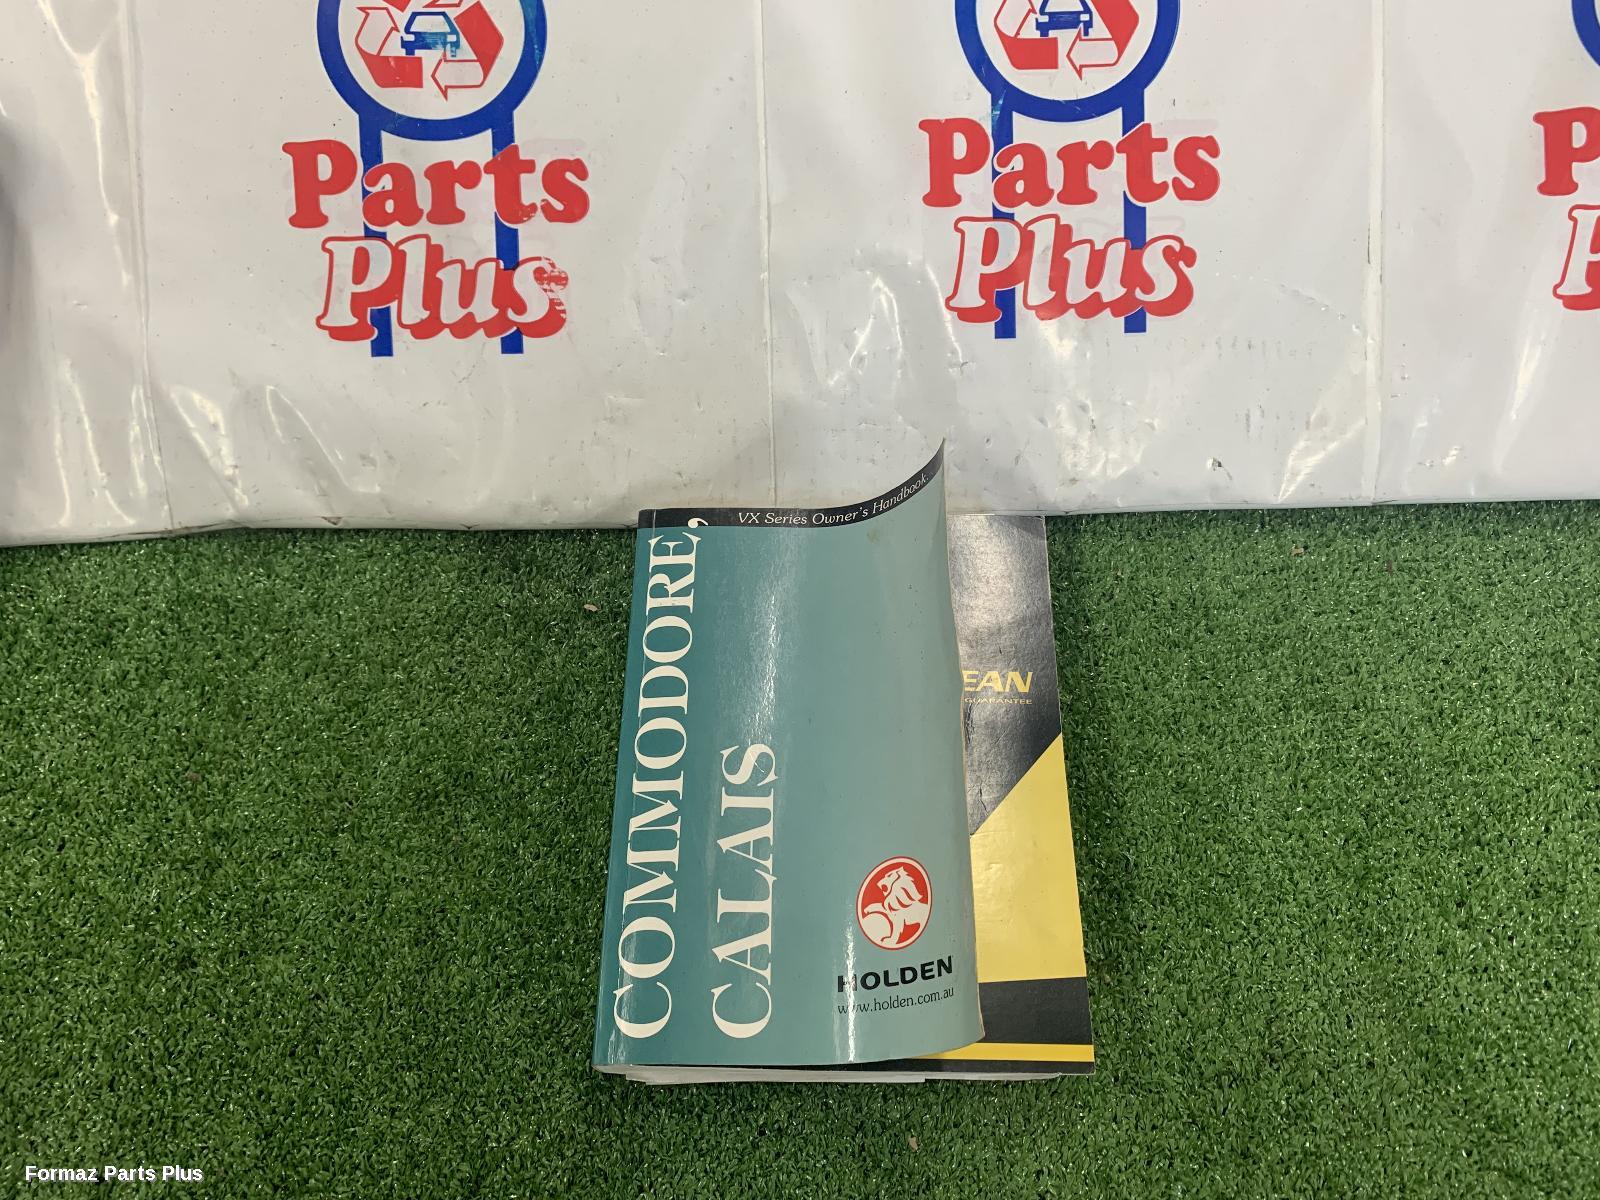 Parts
Plus
Parts
Plus
VX Series Owner's Handbook.
COMMODORE,
CALAIS
HOLDEN
www.holden.com.au
GUARANTEE
Formaz Parts Plus